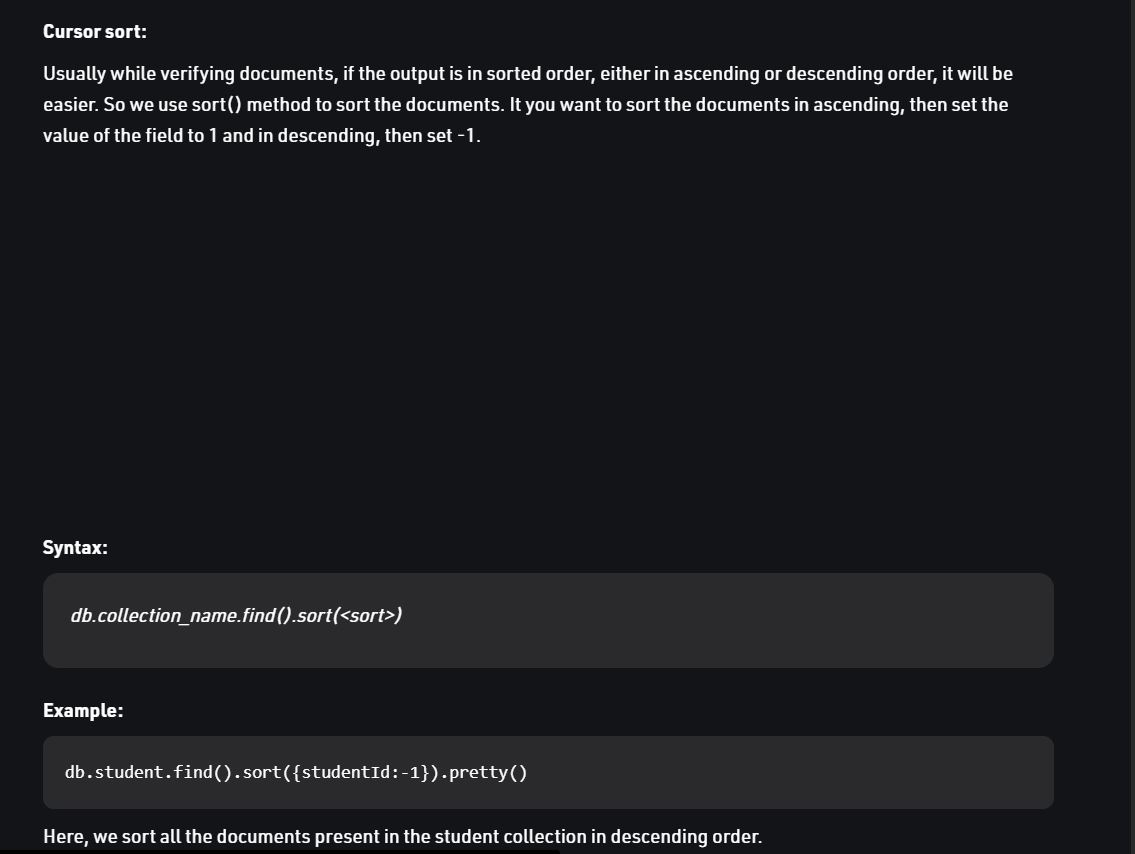 Cursor sort:
Usually while verifying documents, if the output is in sorted order, either in ascending or descending order, it will be
easier. So we use sort() method to sort the documents. It you want to sort the documents in ascending, then set the
value of the field to 1 and in descending, then set -1.
Syntax:
db.collection_name.find().sort(<sort>)
Example:
db.student.find().sort({studentId:-1}).pretty()
Here, we sort all the documents present in the student collection in descending order.